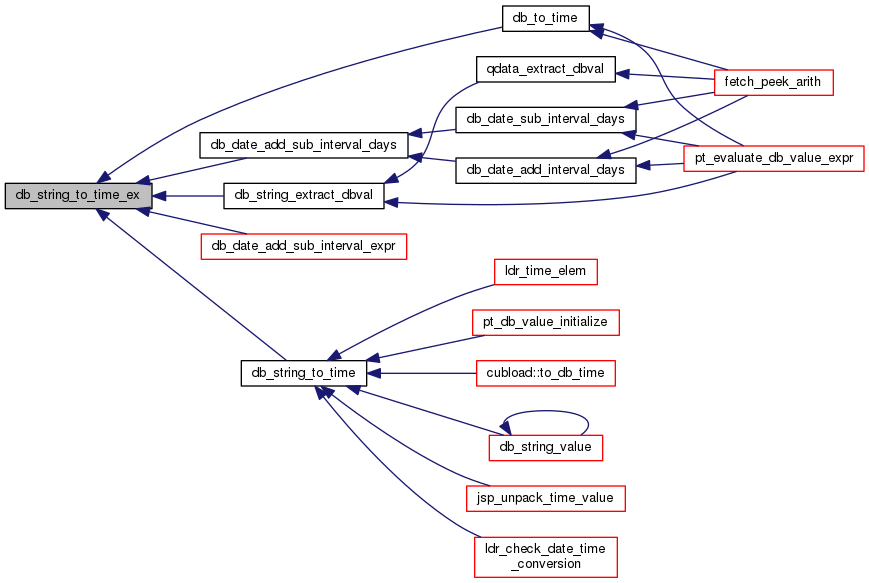 db_to_time
qdata_extract_dbval
fetch_peek_arith
db_date_sub_interval_days
db_date_add_sub_interval_days
pt_evaluate_db_value_expr
db_date_add_interval_days
db_string_to_time_ex
db_string_extract_dbval
db_date_add_sub_interval_expr
ldr_time_elem
pt_db_value_initialize
db_string_to_time
cubload::to_db_time
db_string_value
jsp_unpack_time_value
ldr_check_date_time
_conversion